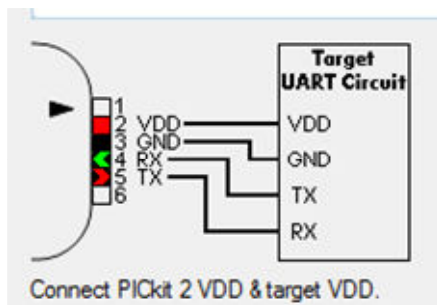 Target
UART Circuit
1
2 VDD VDD
3 GND GND
4 RX TX
5 TX RX
6
Connect PICkit 2 VDD & target VDD.